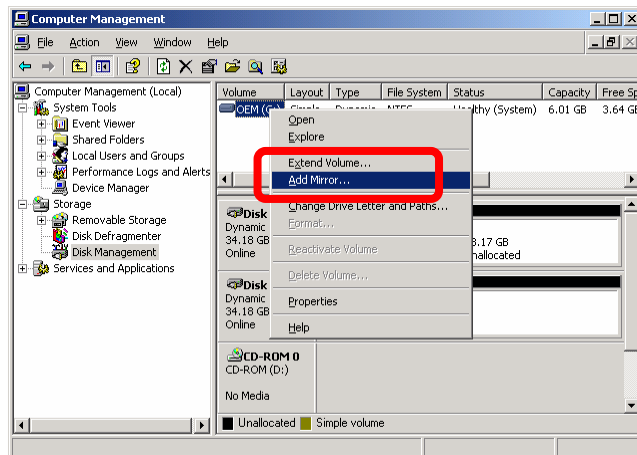 Computer Management
File Action View Window Help
Computer Management (Local)
System Tools
Event Viewer
Shared Folders
Local Users and Groups
Performance Logs and Alerts
Device Manager
Storage
Removable Storage
Disk Defragmenter
Disk Management
Services and Applications
Volume Layout Type File System Status Capacity Free Sp
OEM (C:) Simple Dynamic NTFS Healthy (System) 6.01 GB 3.64 G
Open
Explore
Extend Volume...
Add Mirror...
Change Drive Letter and Paths...
Format...
Reactivate Volume
Delete Volume...
Properties
Help
Disk
Dynamic
34.18 GB
Online
8.17 GB
nallocated
Disk
Dynamic
34.18 GB
Online
CD-ROM 0
CD-ROM (D:)
No Media
Unallocated Simple volume